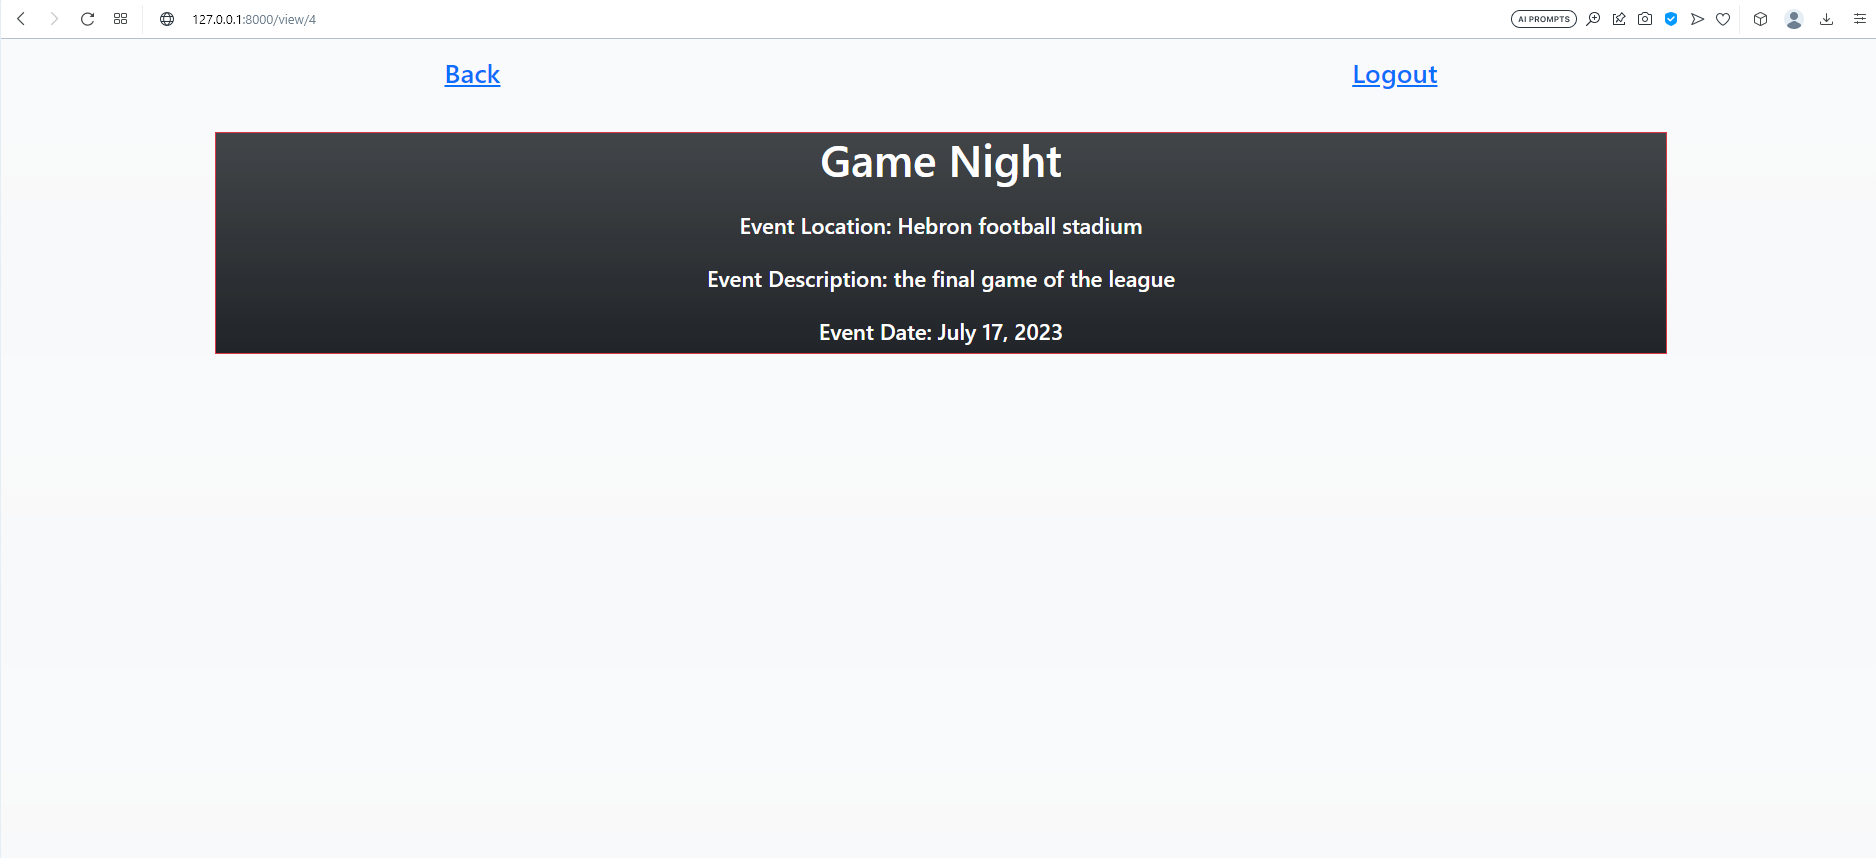 127.0.0.1:8000/view/4
AI PROMPTS
Back
Logout
Game Night
Event Location: Hebron football stadium
Event Description: the final game of the league
Event Date: July 17, 2023